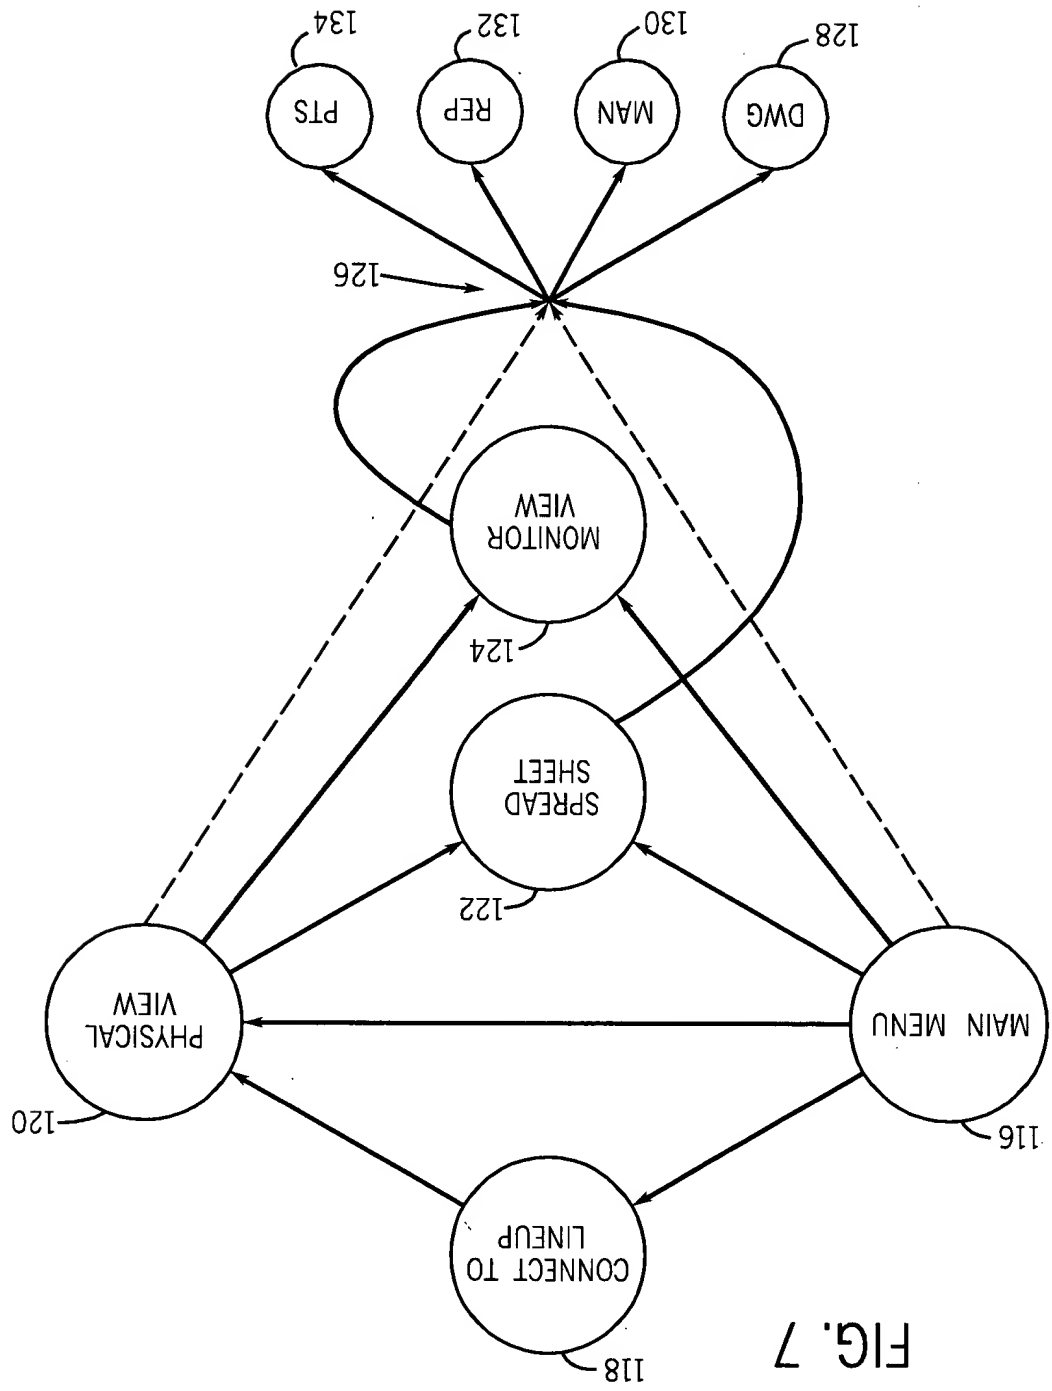 FIG. 7
118
CONNECT TO
LINEUP
116
MAIN MENU
120
PHYSICAL
VIEW
122
SPREAD
SHEET
124
MONITOR
VIEW
126
128
DWG
130
MAN
132
REP
134
PTS